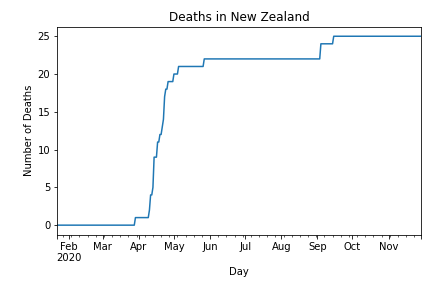 Deaths in New Zealand
25
20
15
10
5
0
Number of Deaths
Feb Mar Apr May Jun Jul Aug Sep Oct Nov
2020
Day